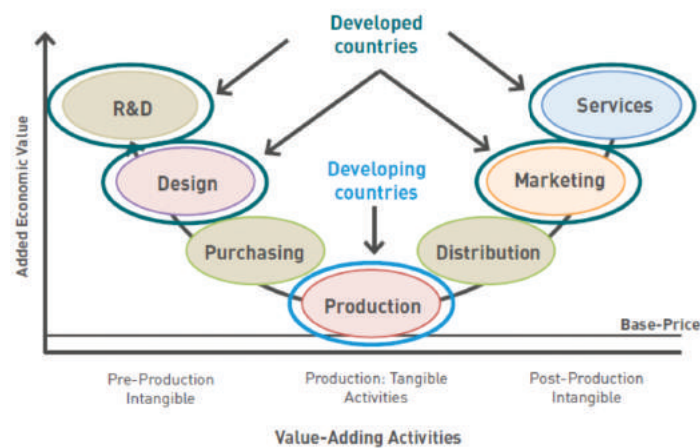 Developed
countries
R&D
Services
Design
Developing
countries
Marketing
Purchasing
Distribution
Production
Base-Price
Added Economic Value
Pre-Production
Intangible
Production: Tangible
Activities
Post-Production
Intangible
Value-Adding Activities